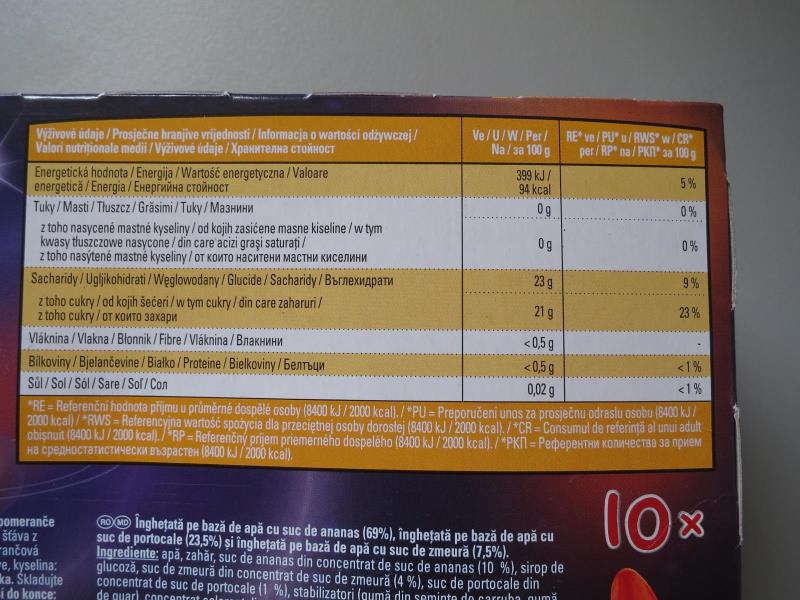 Výživové údaje / Prosječne hranjive vrijednosti / Informacja o wartości odżywczej /
Valori nutriționale medii / Výživové údaje / Хранителна стойност
Ve / U / W / Per /
Na / за 100 g
RE* ve / PU* u / RWS* w / CR*
per / RP* na / РКП* за 100 g
Energetická hodnota / Energija / Wartość energetyczna / Valoare
energetică / Energía / Енергийна стойност
399 kJ /
94 kcal
5 %
Tuky / Masti / Tłuszcz / Grăsimi / Tuky / Мазнини
0 g
0 %
z toho nasycené mastné kyseliny / od kojih zasićene masne kiseline / w tym
kwasy tłuszczowe nasycone / din care acizi grași saturați /
z toho nasýtené mastné kyseliny / от които наситени мастни киселини
0 g
0 %
Sacharidy / Ugljikohidrati / Węglowodany / Glucide / Sacharidy / Въглехидрати
23 g
9 %
z toho cukry / od kojih šećeri / w tym cukry / din care zaharuri /
z toho cukry / от които захари
21 g
23 %
Vláknina / Vlakna / Błonnik / Fibre / Vláknina / Влакнини
< 0,5 g
-
Bílkoviny / Bjelančevine / Białko / Proteine / Bielkoviny / Белтъци
< 0,5 g
< 1 %
Sůl / Sol / Sól / Sare / Soľ / Сол
0,02 g
< 1 %
*RE = Referenční hodnota příjmu u průměrné dospělé osoby (8400 kJ / 2000 kcal). / *PU = Preporučeni unos za prosječnu odraslu osobu (8400 kJ /
2000 kcal) / *RWS = Referencyjna wartość spożycia dla przeciętnej osoby dorosłej (8400 kJ / 2000 kcal). / *CR = Consumul de referință al unui adult
obișnuit (8400 kJ / 2000 kcal). / *RP = Referenčný príjem priemerného dospelého (8400 kJ / 2000 kcal). / *РКП = Референтни количества за прием
на средностатистически възрастен (8400 kJ / 2000 kcal).
10 x
pomeranče
šťáva z
rančová
ve, kyselina:
ka. Skladujte
sí do konce:
RO MD Înghețată pe bază de apă cu suc de ananas (69%), înghețată pe bază de apă cu
suc de portocale (23,5%) și înghețată pe bază de apă cu suc de zmeură (7,5%).
Ingrediente: apă, zahăr, suc de ananas din concentrat de suc de ananas (10 %), sirop de
glucoză, suc de zmeură din concentrat de suc de zmeură (4 %), suc de portocale din
concentrat de suc de portocale (1 %), stabilizatori (gumă din semințe de carruba, gumă
de guar), concentrat